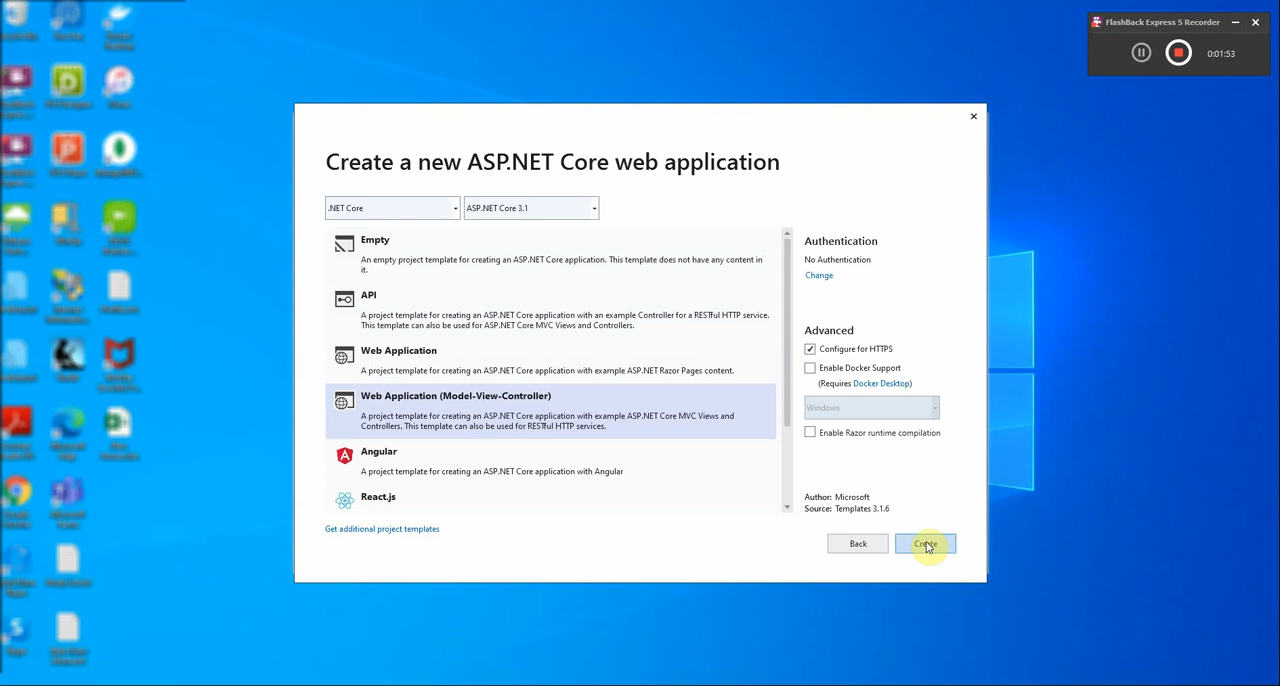 FlashBack Express 5 Recorder
0:01:53
Create a new ASP.NET Core web application
.NET Core
ASP.NET Core 3.1
Empty
An empty project template for creating an ASP.NET Core application. This template does not have any content in
it.
API
A project template for creating an ASP.NET Core application with an example Controller for a RESTful HTTP service.
This template can also be used for ASP.NET Core MVC Views and Controllers.
Web Application
A project template for creating an ASP.NET Core application with example ASP.NET Razor Pages content.
Web Application (Model-View-Controller)
A project template for creating an ASP.NET Core application with example ASP.NET Core MVC Views and
Controllers. This template can also be used for RESTful HTTP services.
Angular
A project template for creating an ASP.NET Core application with Angular
React.js
Get additional project templates
Authentication
No Authentication
Change
Advanced
Configure for HTTPS
Enable Docker Support
(Requires Docker Desktop)
Windows
Enable Razor runtime compilation
Author: Microsoft
Source: Templates 3.1.6
Back
Create